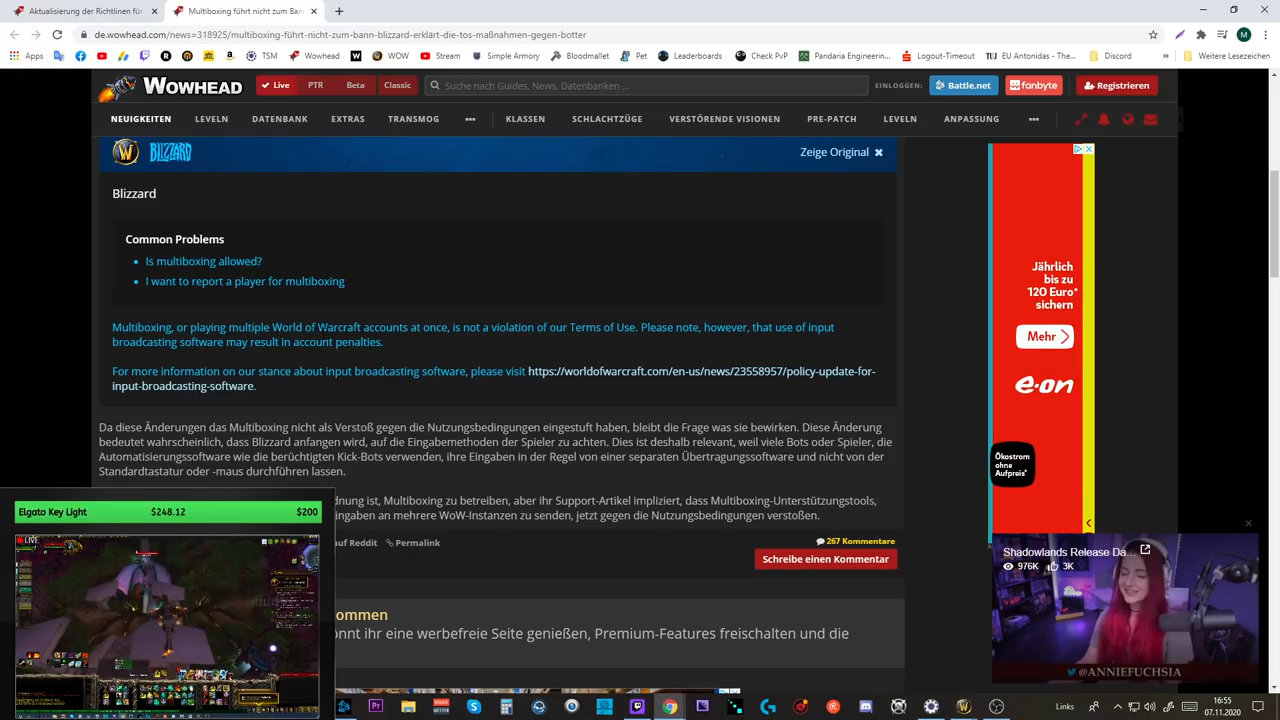 Aktualisierung der Richtlinien fü
Multiboxing führt nicht zum Ban
de.wowhead.com/news=318925/multiboxing-führt-nicht-zum-bann-blizzard-erklärt-die-tos-maßnahmen-gegen-botter
Apps
TSM
Wowhead
WOW
Stream
Simple Armory
Bloodmallet
Pet
Leaderboards
Check PvP
Pandaria Engineerin...
Logout-Timeout
EU Antonidas - The...
Discord
»
Weitere Lesezeichen
WOWHEAD
Live
PTR
Beta
Classic
Suche nach Guides, News, Datenbanken ...
EINLOGGEN:
Battle.net
fanbyte
Registrieren
NEUIGKEITEN
LEVELN
DATENBANK
EXTRAS
TRANSMOG
KLASSEN
SCHLACHTZÜGE
VERSTÖRENDE VISIONEN
PRE-PATCH
LEVELN
ANPASSUNG
BLIZZARD
Zeige Original
Blizzard
Common Problems
• Is multiboxing allowed?
• I want to report a player for multiboxing
Multiboxing, or playing multiple World of Warcraft accounts at once, is not a violation of our Terms of Use. Please note, however, that use of input
broadcasting software may result in account penalties.
For more information on our stance about input broadcasting software, please visit https://worldofwarcraft.com/en-us/news/23558957/policy-update-for-
input-broadcasting-software.
Da diese Änderungen das Multiboxing nicht als Verstoß gegen die Nutzungsbedingungen eingestuft haben, bleibt die Frage was sie bewirken. Diese Änderung
bedeutet wahrscheinlich, dass Blizzard anfangen wird, auf die Eingabemethoden der Spieler zu achten. Dies ist deshalb relevant, weil viele Bots oder Spieler, die
Automatisierungssoftware wie die berüchtigten Kick-Bots verwenden, ihre Eingaben in der Regel von einer separaten Übertragungssoftware und nicht von der
Standardtastatur oder -maus durchführen lassen.
dnung ist, Multiboxing zu betreiben, aber ihr Support-Artikel impliziert, dass Multiboxing-Unterstützungstools,
ngaben an mehrere WoW-Instanzen zu senden, jetzt gegen die Nutzungsbedingungen verstoßen.
auf Reddit
Permalink
267 Kommentare
Schreibe einen Kommentar
ommen
önnt ihr eine werbefreie Seite genießen, Premium-Features freischalten und die
Jährlich
bis zu
120 Euro*
sichern
Mehr
e·on
Ökostrom
ohne
Aufpreis*
Shadowlands Release Da...
976K
3K
@ANNIEFUCHSIA
Elgato Key Light
$248.12
$200
LIVE
Links
16:55
07.11.2020